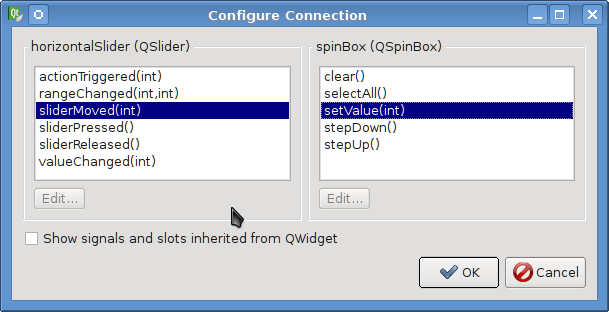 Configure Connection
horizontalSlider (QSlider)
spinBox (QSpinBox)
actionTriggered(int)
rangeChanged(int,int)
sliderMoved(int)
sliderPressed()
sliderReleased()
valueChanged(int)
clear()
selectAll()
setValue(int)
stepDown()
stepUp()
Edit...
Edit...
Show signals and slots inherited from QWidget
OK
Cancel